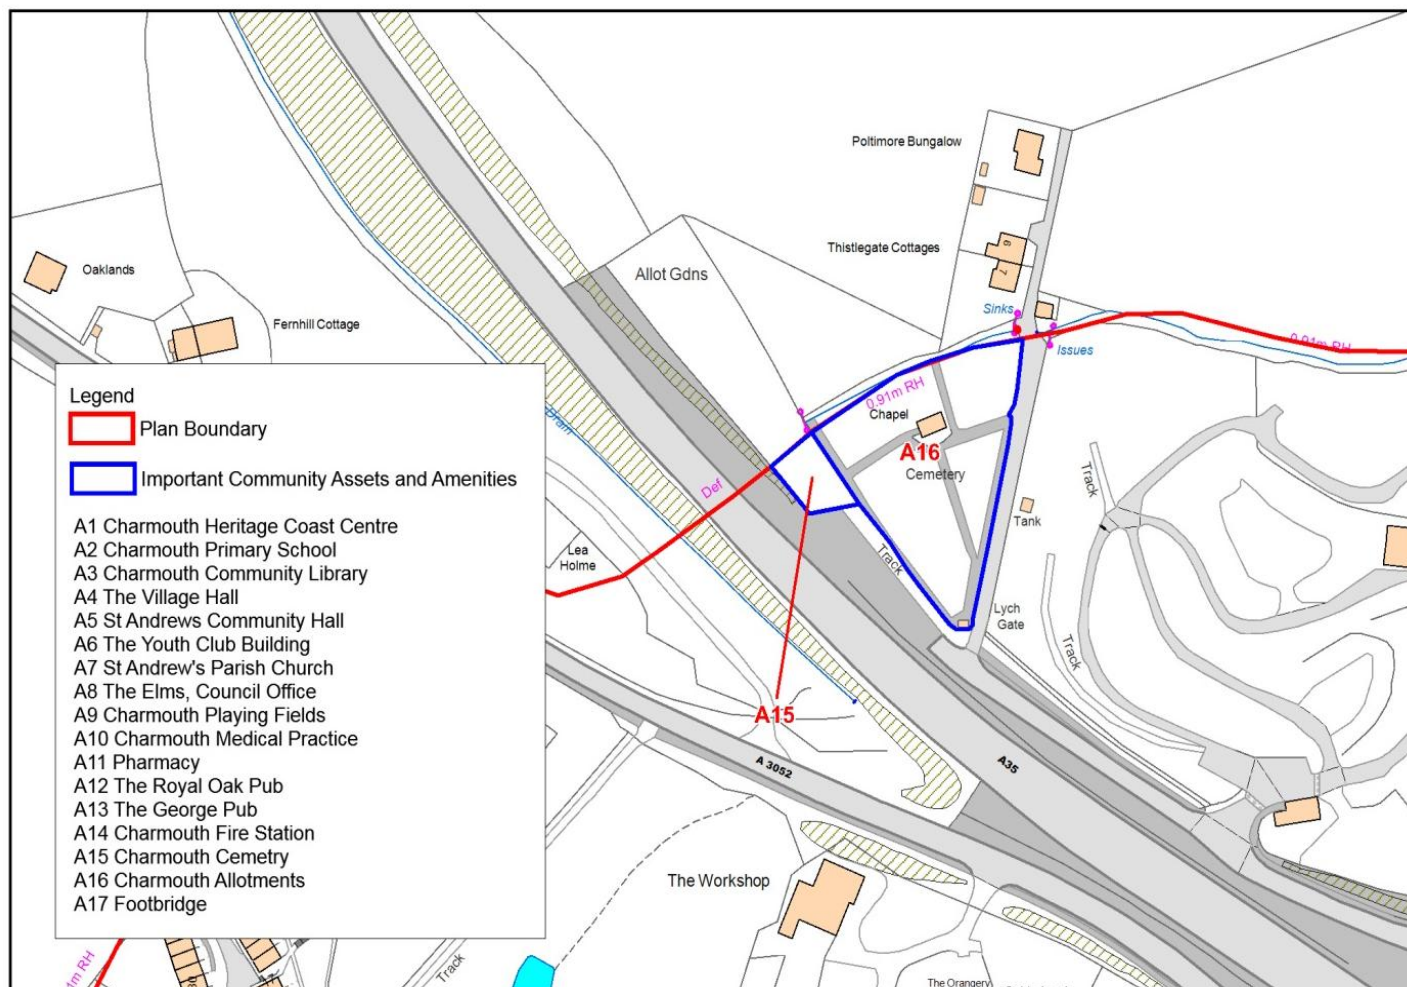 Poltimore Bungalow
Thistlegate Cottages
6
7
Allot Gdns
Oaklands
Fernhill Cottage
Sinks
Issues
0.91m RH
0.91m RH
Chapel
A16
Cemetery
Drain
Def
Track
Tank
Track
Lea
Holme
Track
Lych
Gate
A15
A 3052
A35
The Workshop
Track
The Orangery
Legend
Plan Boundary
Important Community Assets and Amenities
A1 Charmouth Heritage Coast Centre
A2 Charmouth Primary School
A3 Charmouth Community Library
A4 The Village Hall
A5 St Andrews Community Hall
A6 The Youth Club Building
A7 St Andrew's Parish Church
A8 The Elms, Council Office
A9 Charmouth Playing Fields
A10 Charmouth Medical Practice
A11 Pharmacy
A12 The Royal Oak Pub
A13 The George Pub
A14 Charmouth Fire Station
A15 Charmouth Cemetry
A16 Charmouth Allotments
A17 Footbridge
1m RH